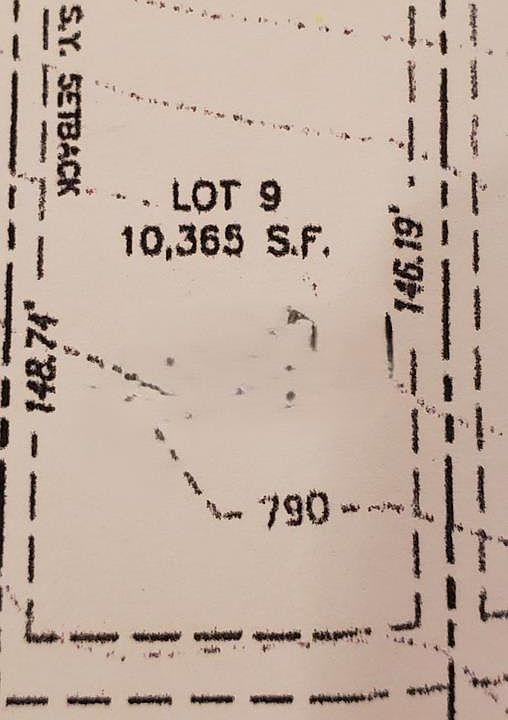 S.Y. SETBACK
LOT 9
10,365 S.F.
146.19'
148.74'
790